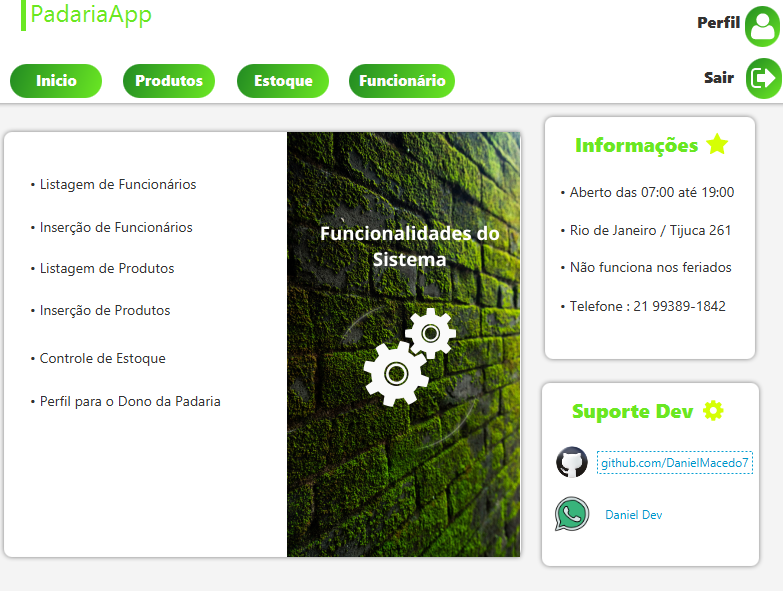 PadariaApp
Perfil
Inicio
Produtos
Estoque
Funcionário
Sair
• Listagem de Funcionários
• Inserção de Funcionários
• Listagem de Produtos
• Inserção de Produtos
• Controle de Estoque
• Perfil para o Dono da Padaria
Funcionalidades do
Sistema
Informações
• Aberto das 07:00 até 19:00
• Rio de Janeiro / Tijuca 261
• Não funciona nos feriados
• Telefone : 21 99389-1842
Suporte Dev
github.com/DanielMacedo7
Daniel Dev